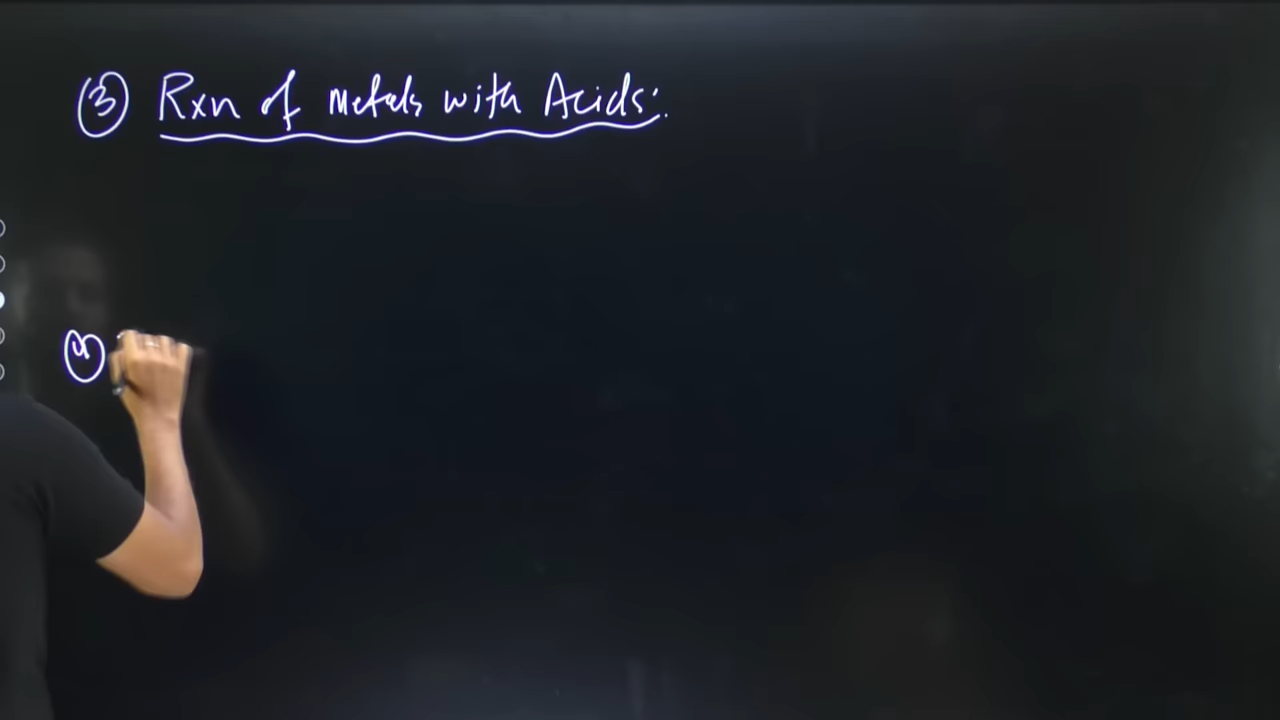 ③ Rxn of Metals with Acids:
④